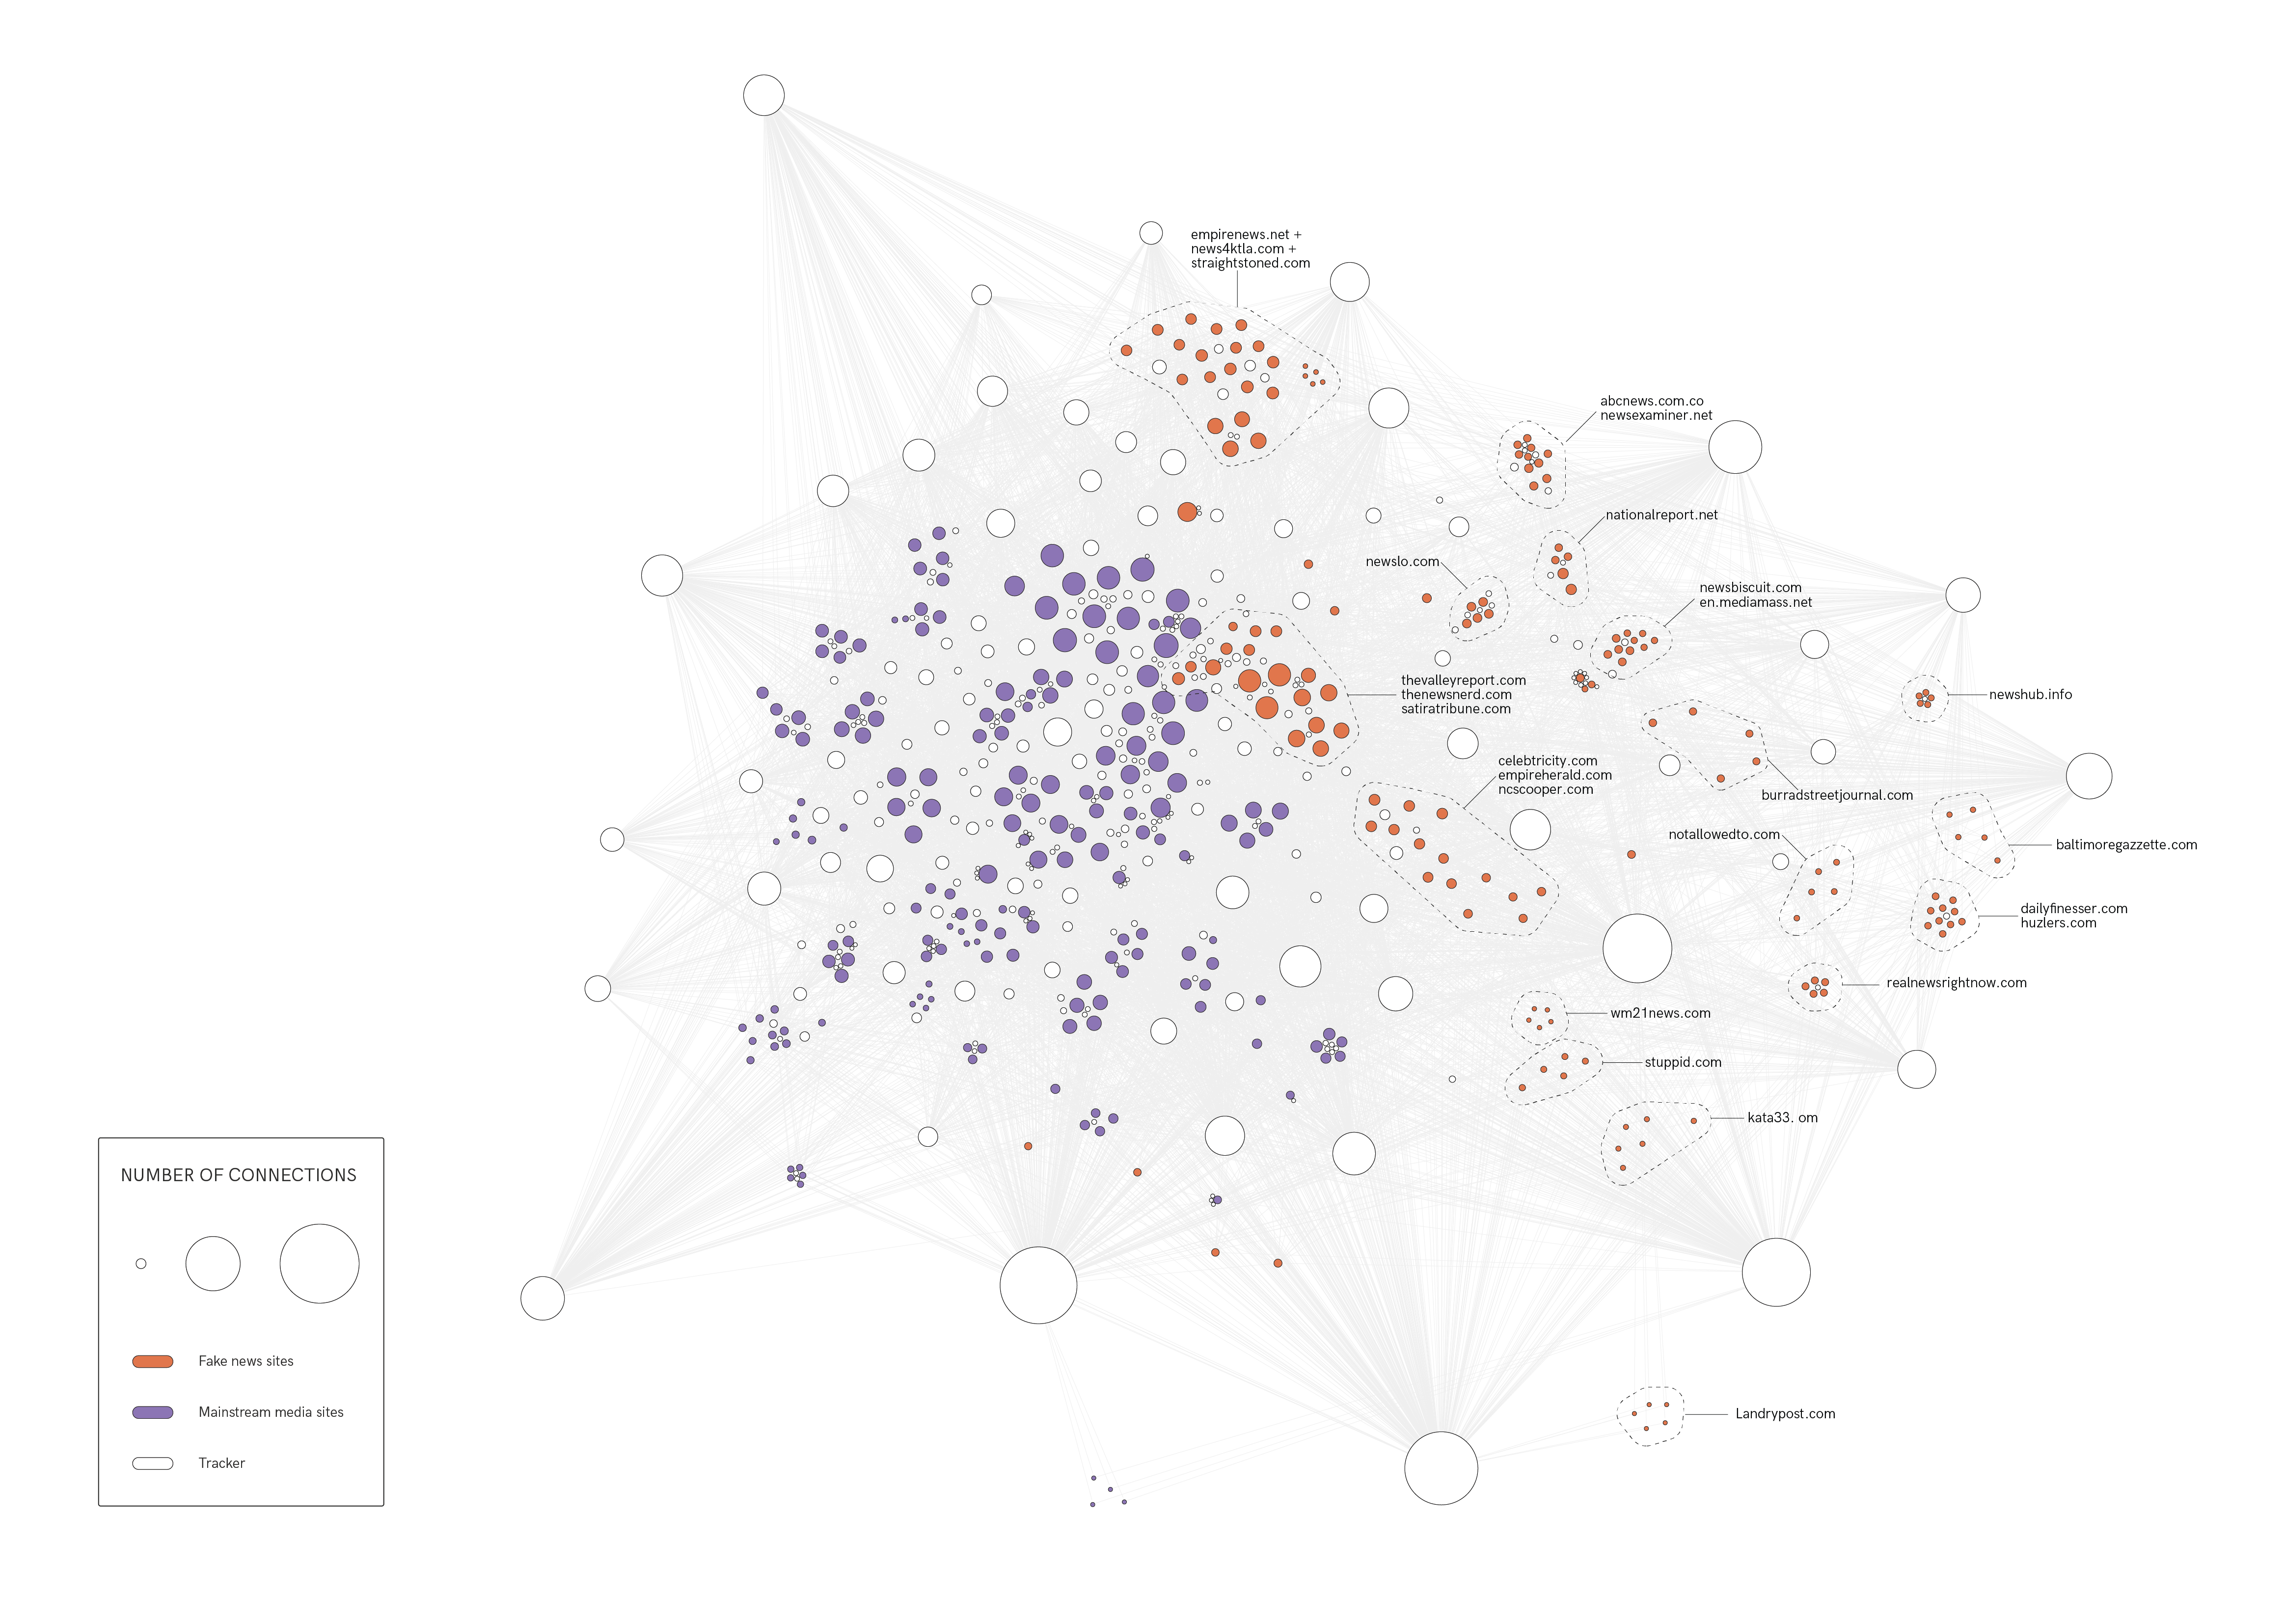 empirenews.net +
news4ktla.com +
straightstoned.com
abcnews.com.co
newsexaminer.net
nationalreport.net
newslo.com
newsbiscuit.com
en.mediamass.net
thevalleyreport.com
thenewsnerd.com
satiratribune.com
newshub.info
celebtricity.com
empireherald.com
ncscooper.com
burradstreetjournal.com
notallowedto.com
baltimoregazzette.com
dailyfinesser.com
huzlers.com
realnewsrightnow.com
wm21news.com
stuppid.com
kata33. om
Landrypost.com
NUMBER OF CONNECTIONS
Fake news sites
Mainstream media sites
Tracker